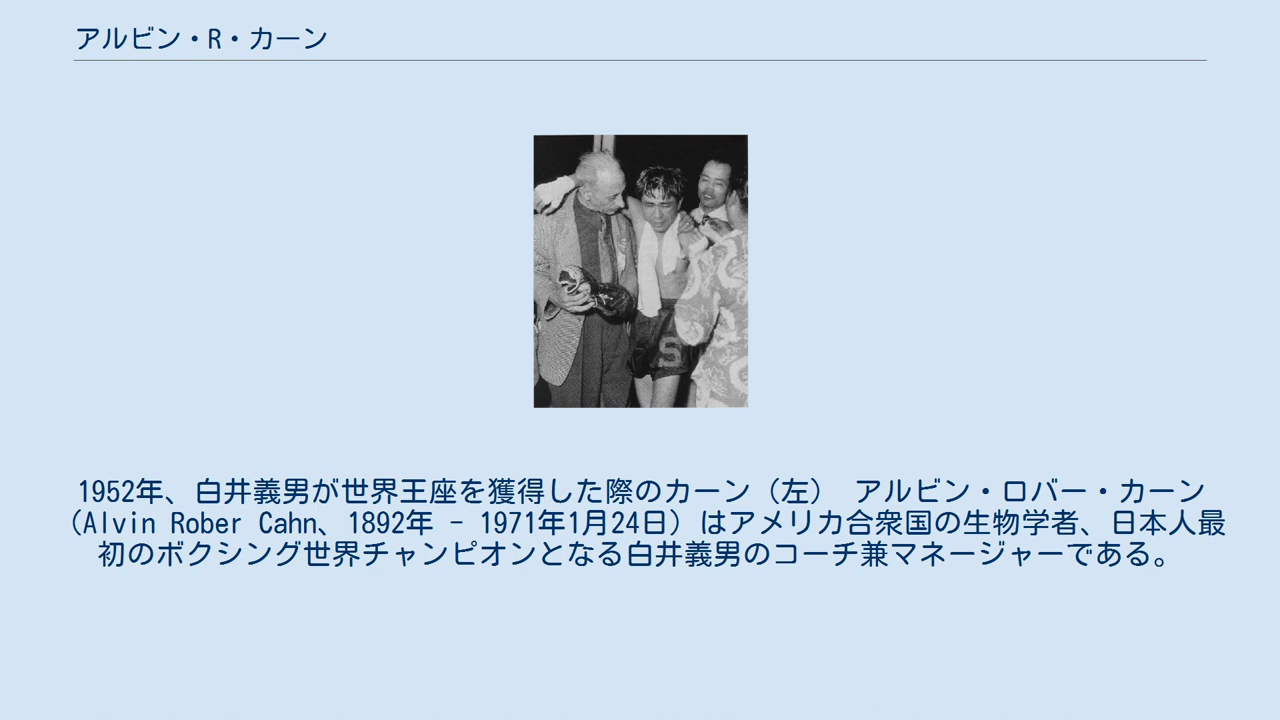 アルビン・R・カーン
S
1952年、白井義男が世界王座を獲得した際のカーン（左） アルビン・ロバー・カーン
（Alvin Rober Cahn、1892年 - 1971年1月24日）はアメリカ合衆国の生物学者、日本人最
初のボクシング世界チャンピオンとなる白井義男のコーチ兼マネージャーである。